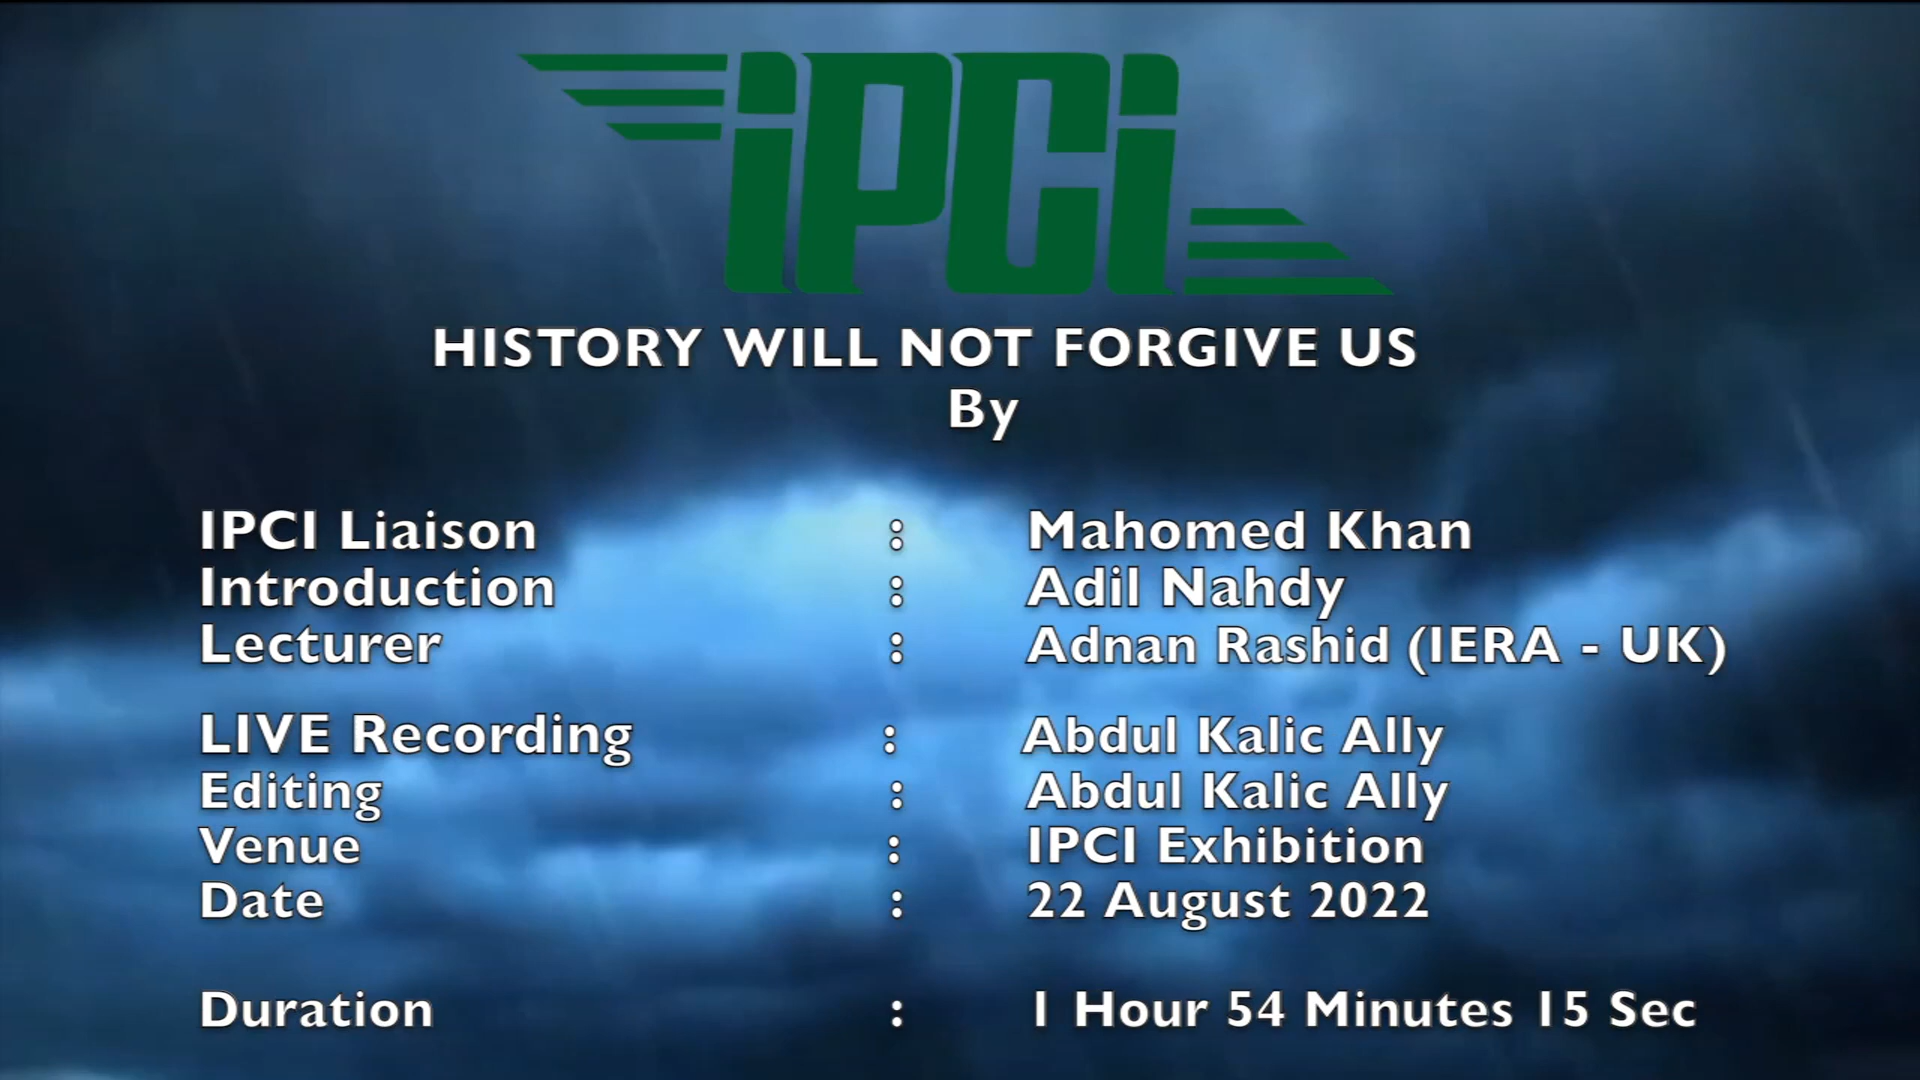 iPCi
HISTORY WILL NOT FORGIVE US
By
IPCI Liaison : Mahomed Khan
Introduction : Adil Nahdy
Lecturer : Adnan Rashid (IERA - UK)
LIVE Recording : Abdul Kalic Ally
Editing : Abdul Kalic Ally
Venue : IPCI Exhibition
Date : 22 August 2022
Duration : 1 Hour 54 Minutes 15 Sec